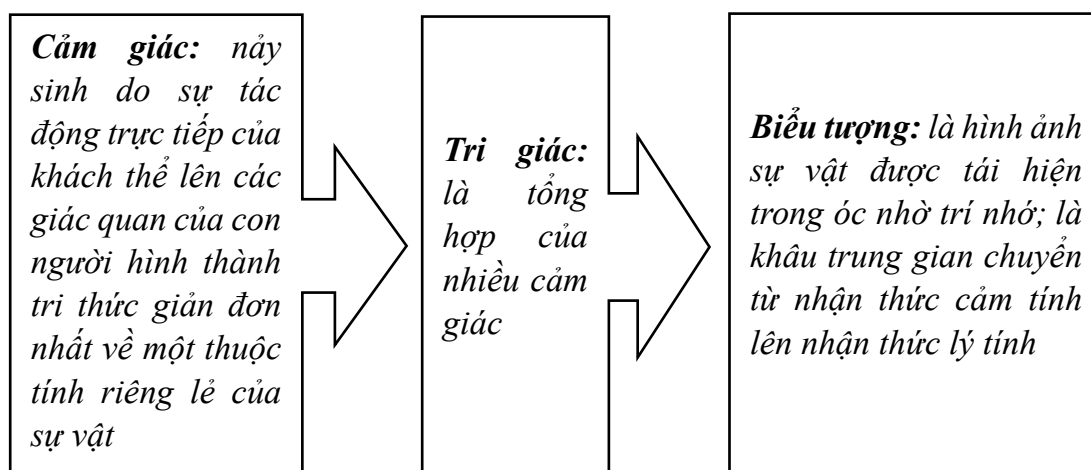 Cảm giác: nảy
sinh do sự tác
động trực tiếp của
khách thể lên các
giác quan của con
người hình thành
tri thức giản đơn
nhất về một thuộc
tính riêng lẻ của
sự vật
Tri giác:
là tổng
hợp của
nhiều cảm
giác
Biểu tượng: là hình ảnh
sự vật được tái hiện
trong óc nhờ trí nhớ; là
khâu trung gian chuyển
từ nhận thức cảm tính
lên nhận thức lý tính